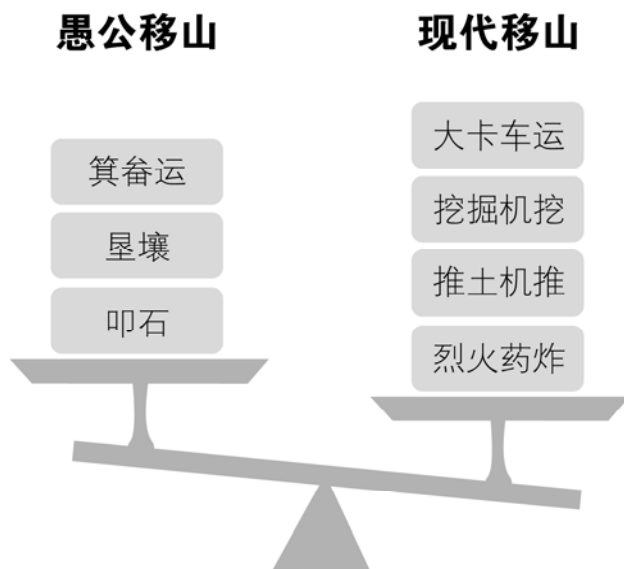 愚公移山
箕畚运
垦壤
叩石
现代移山
大卡车运
挖掘机挖
推土机推
烈火药炸